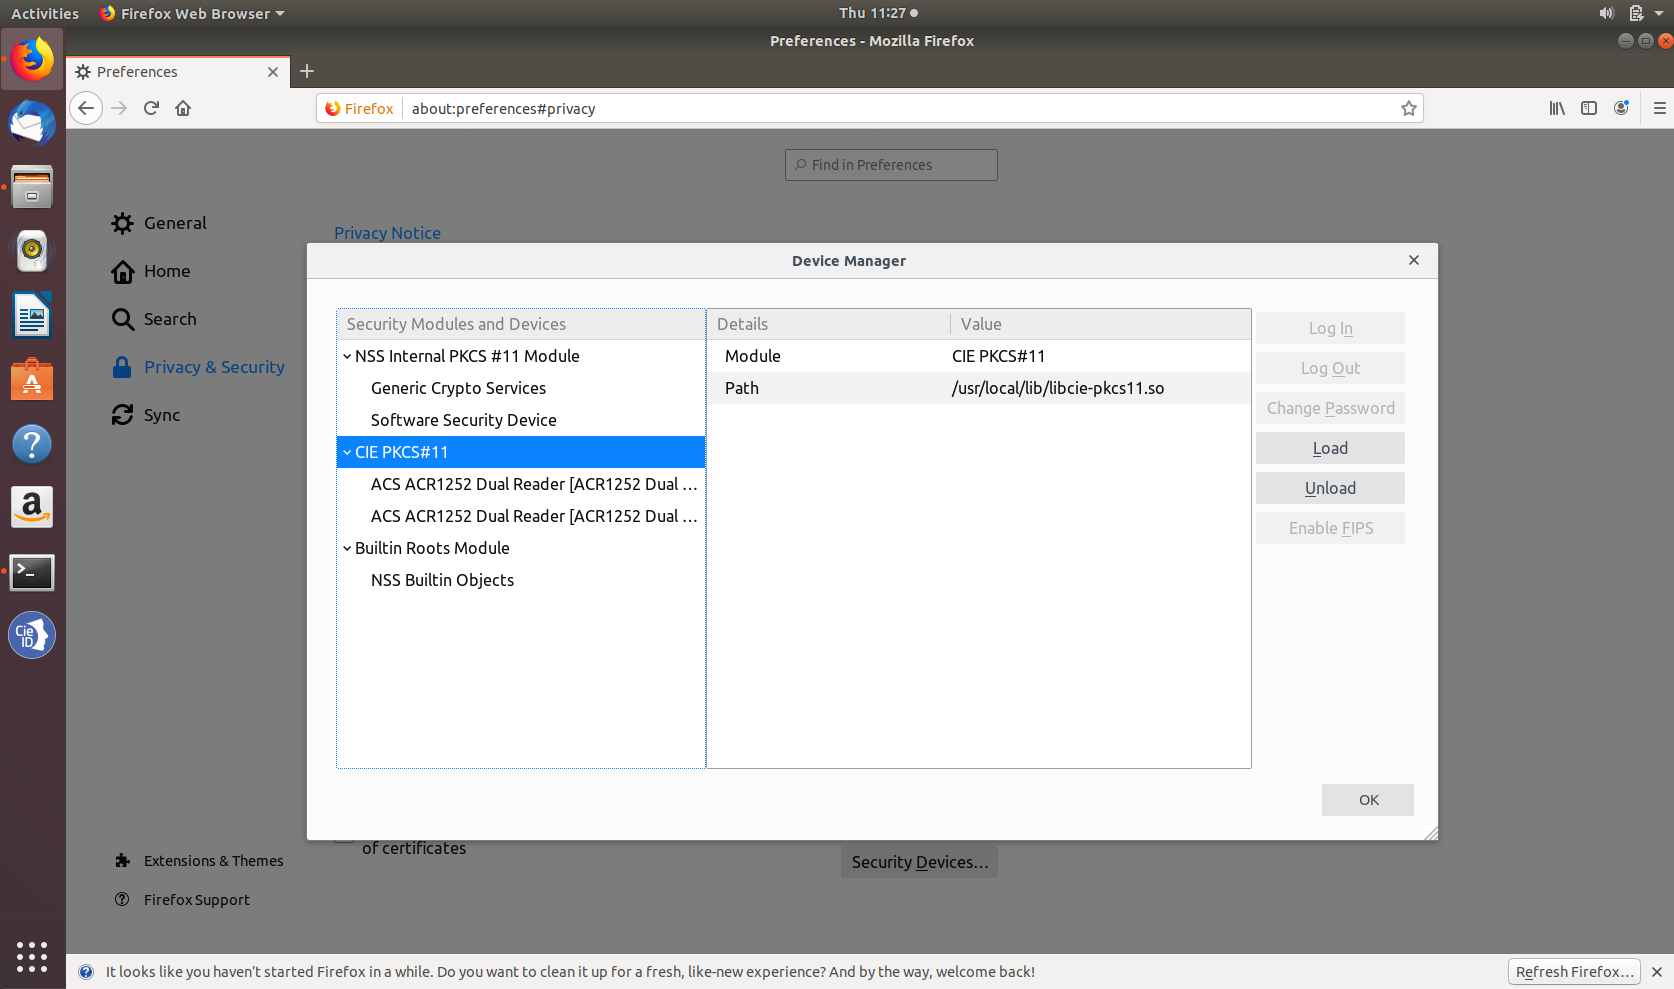 Activities Firefox Web Browser Thu 11:27
Preferences - Mozilla Firefox
Preferences
Firefox about:preferences#privacy
Find in Preferences
General
Home
Search
Privacy & Security
Sync
Extensions & Themes
Firefox Support
Privacy Notice
Device Manager
Security Modules and Devices
NSS Internal PKCS #11 Module
Generic Crypto Services
Software Security Device
CIE PKCS#11
ACS ACR1252 Dual Reader [ACR1252 Dual …
ACS ACR1252 Dual Reader [ACR1252 Dual …
Builtin Roots Module
NSS Builtin Objects
Details Value
Module CIE PKCS#11
Path /usr/local/lib/libcie-pkcs11.so
Log In
Log Out
Change Password
Load
Unload
Enable FIPS
OK
of certificates
Security Devices…
Cie
ID
It looks like you haven't started Firefox in a while. Do you want to clean it up for a fresh, like-new experience? And by the way, welcome back!
Refresh Firefox…